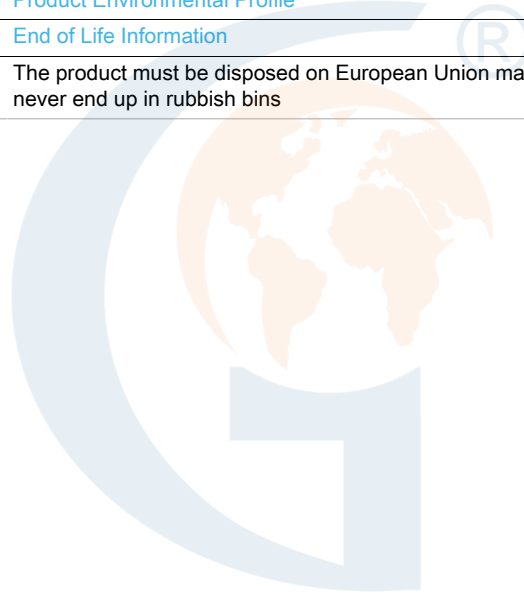 Product Environmental Profile
End of Life Information
The product must be disposed on European Union
never end up in rubbish bins
®